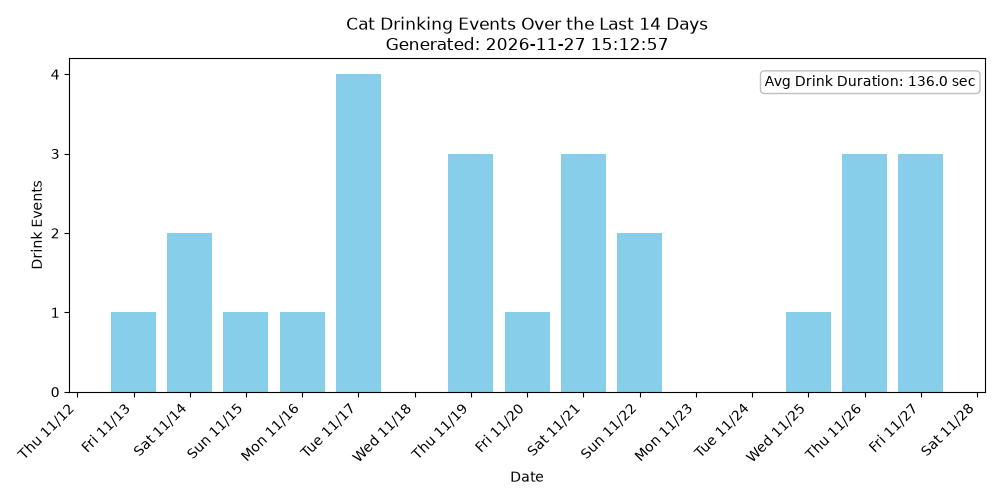 Cat Drinking Events Over the Last 14 Days
Generated: 2026-11-27 15:12:57
Avg Drink Duration: 136.0 sec
Drink Events
4
3
2
1
0
Thu 11/12
Fri 11/13
Sat 11/14
Sun 11/15
Mon 11/16
Tue 11/17
Wed 11/18
Thu 11/19
Fri 11/20
Sat 11/21
Sun 11/22
Mon 11/23
Tue 11/24
Wed 11/25
Thu 11/26
Fri 11/27
Sat 11/28
Date